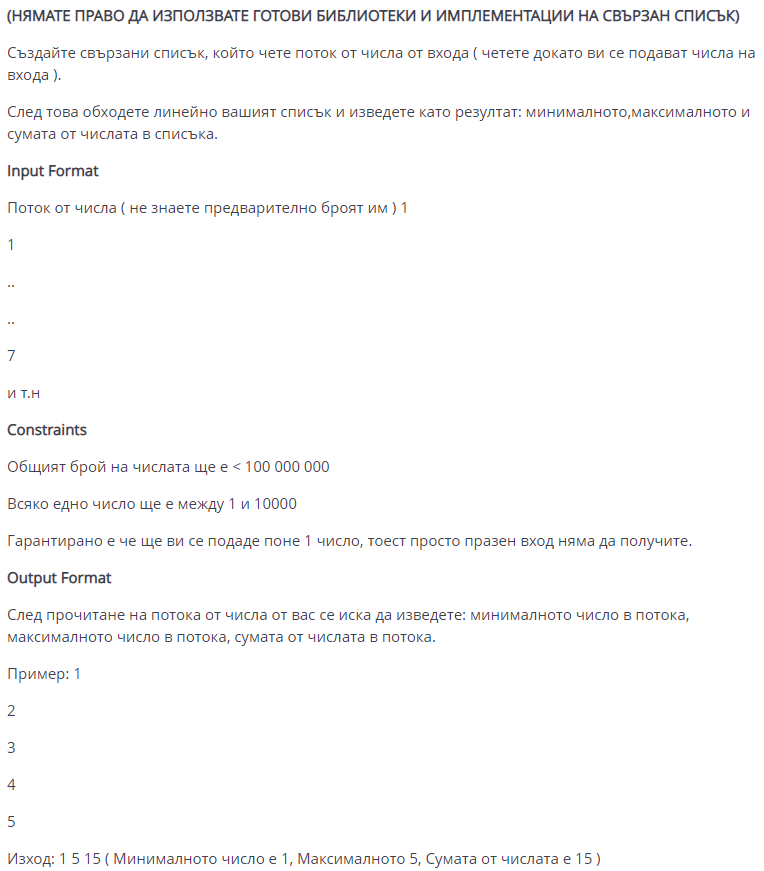 (НЯМАТЕ ПРАВО ДА ИЗПОЛЗВАТЕ ГОТОВИ БИБЛИОТЕКИ И ИМПЛЕМЕНТАЦИИ НА СВЪРЗАН СПИСЪК)
Създайте свързани списък, който чете поток от числа от входа ( четете докато ви се подават числа на
входа ).
След това обходете линейно вашият списък и изведете като резултат: минималното,максималното и
сумата от числата в списъка.
Input Format
Поток от числа ( не знаете предварително броят им ) 1
1
..
..
7
и т.н
Constraints
Общият брой на числата ще е < 100 000 000
Всяко едно число ще е между 1 и 10000
Гарантирано е че ще ви се подаде поне 1 число, тоест просто празен вход няма да получите.
Output Format
След прочитане на потока от числа от вас се иска да изведете: минималното число в потока,
максималното число в потока, сумата от числата в потока.
Пример: 1
2
3
4
5
Изход: 1 5 15 ( Минималното число е 1, Максималното 5, Сумата от числата е 15 )